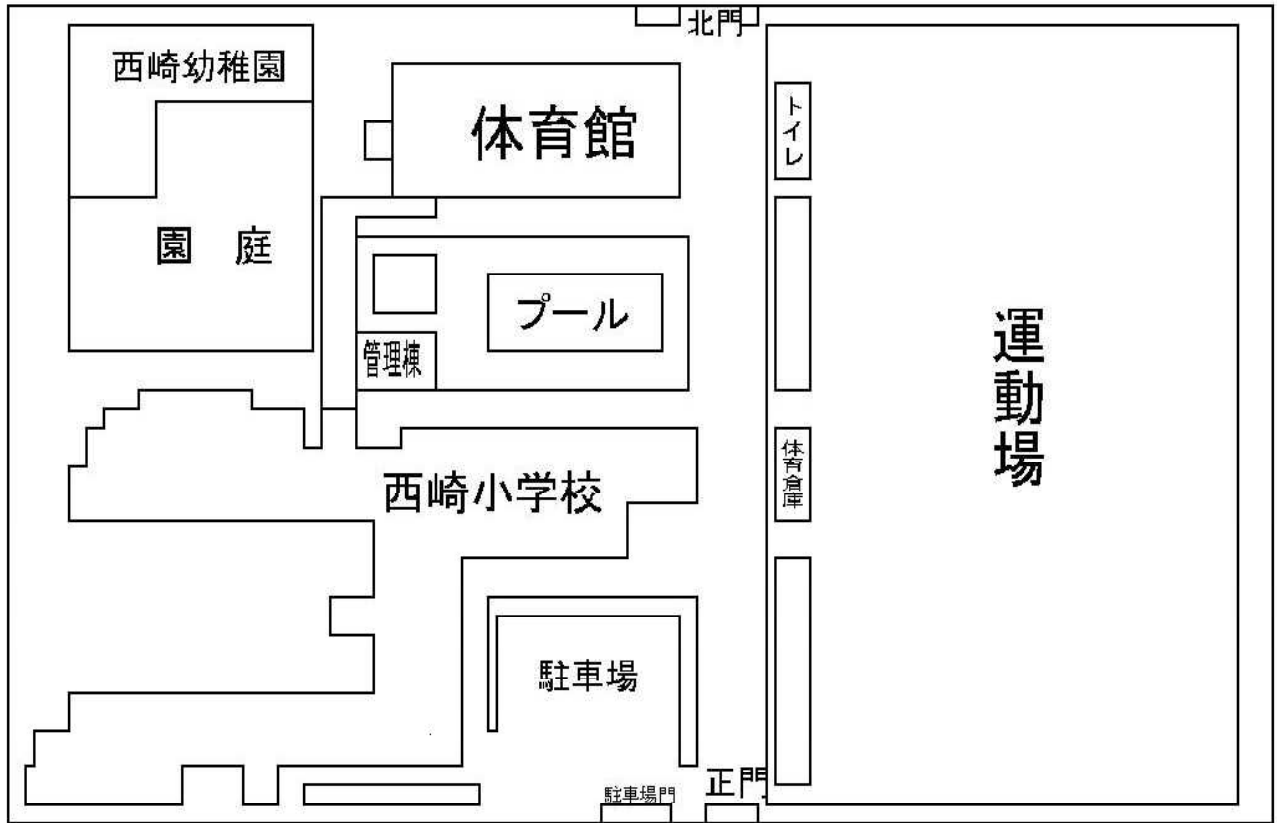 北門
西崎幼稚園
体育館
トイレ
園 庭
プール
管理棟
運動場
体育倉庫
西崎小学校
駐車場
正門
駐車場門